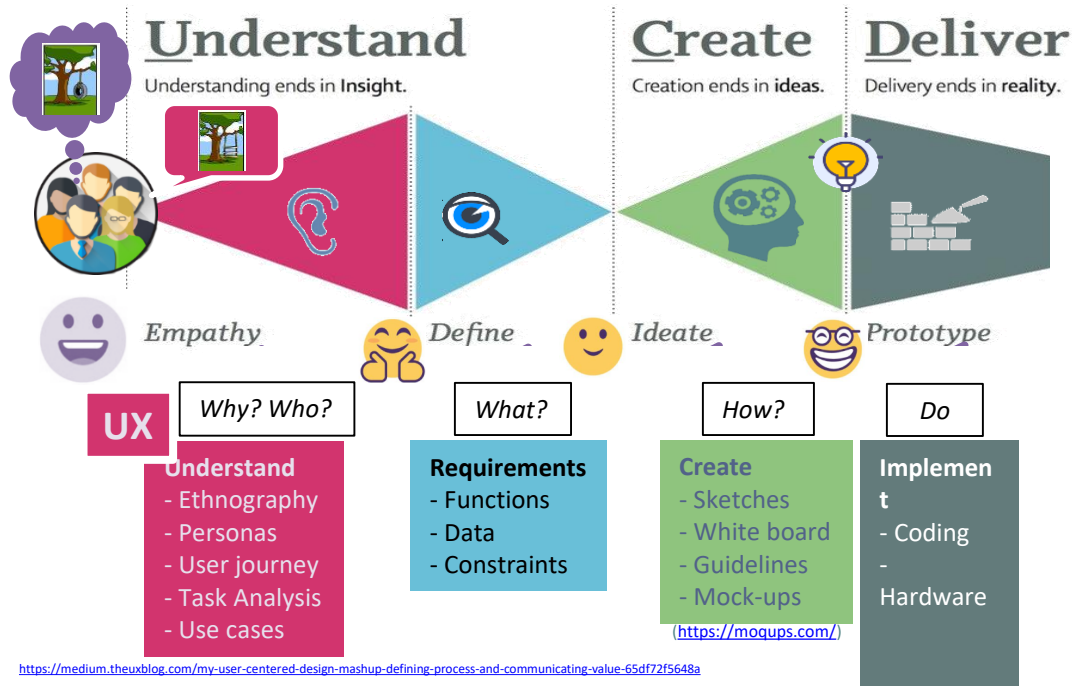 Understand
Understanding ends in Insight.
Create
Creation ends in ideas.
Deliver
Delivery ends in reality.
Empathy
Define
Ideate
Prototype
UX
Why? Who?
What?
How?
Do
Understand
- Ethnography
- Personas
- User journey
- Task Analysis
- Use cases
Requirements
- Functions
- Data
- Constraints
Create
- Sketches
- White board
- Guidelines
- Mock-ups
(https://moqups.com/)
Implemen
t
- Coding
-
Hardware
https://medium.theuxblog.com/my-user-centered-design-mashup-defining-process-and-communicating-value-65df72f5648a